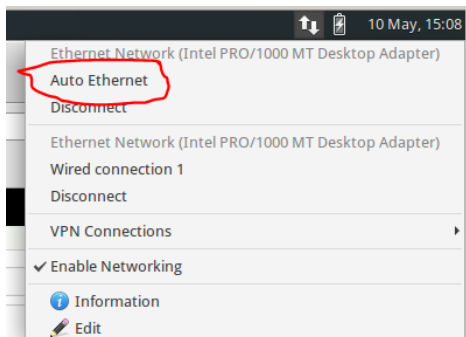 10 May, 15:08
Ethernet Network (Intel PRO/1000 MT Desktop Adapter)
Auto Ethernet
Disconnect
Ethernet Network (Intel PRO/1000 MT Desktop Adapter)
Wired connection 1
Disconnect
VPN Connections
Enable Networking
Information
Edit